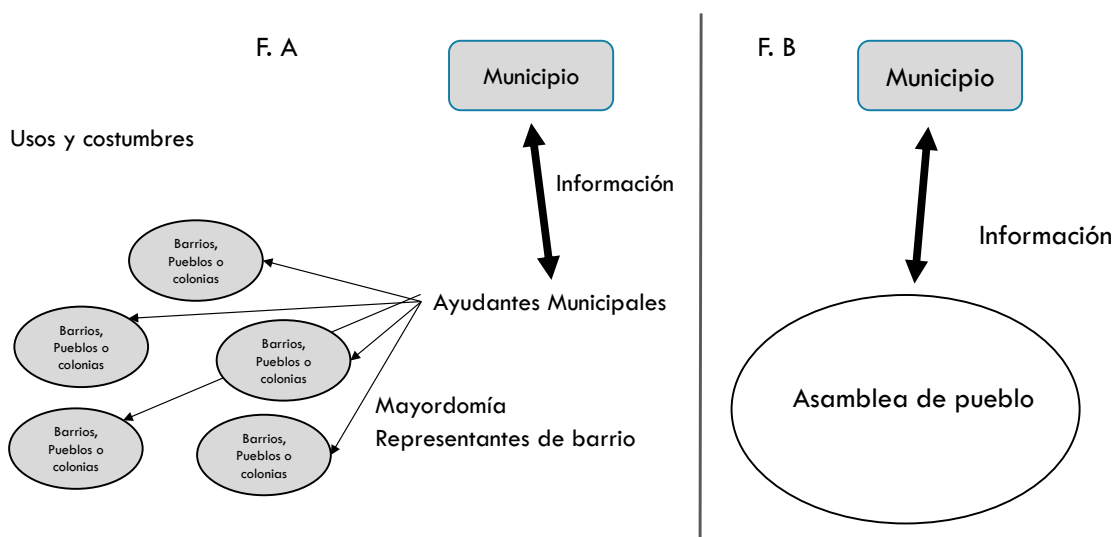 F. A
Municipio
Usos y costumbres
Información
Barrios,
Pueblos o
colonias
Ayudantes Municipales
Barrios,
Pueblos o
colonias
Barrios,
Pueblos o
colonias
Mayordomía
Representantes de barrio
Barrios,
Pueblos o
colonias
Barrios,
Pueblos o
colonias
F. B
Municipio
Información
Asamblea de pueblo